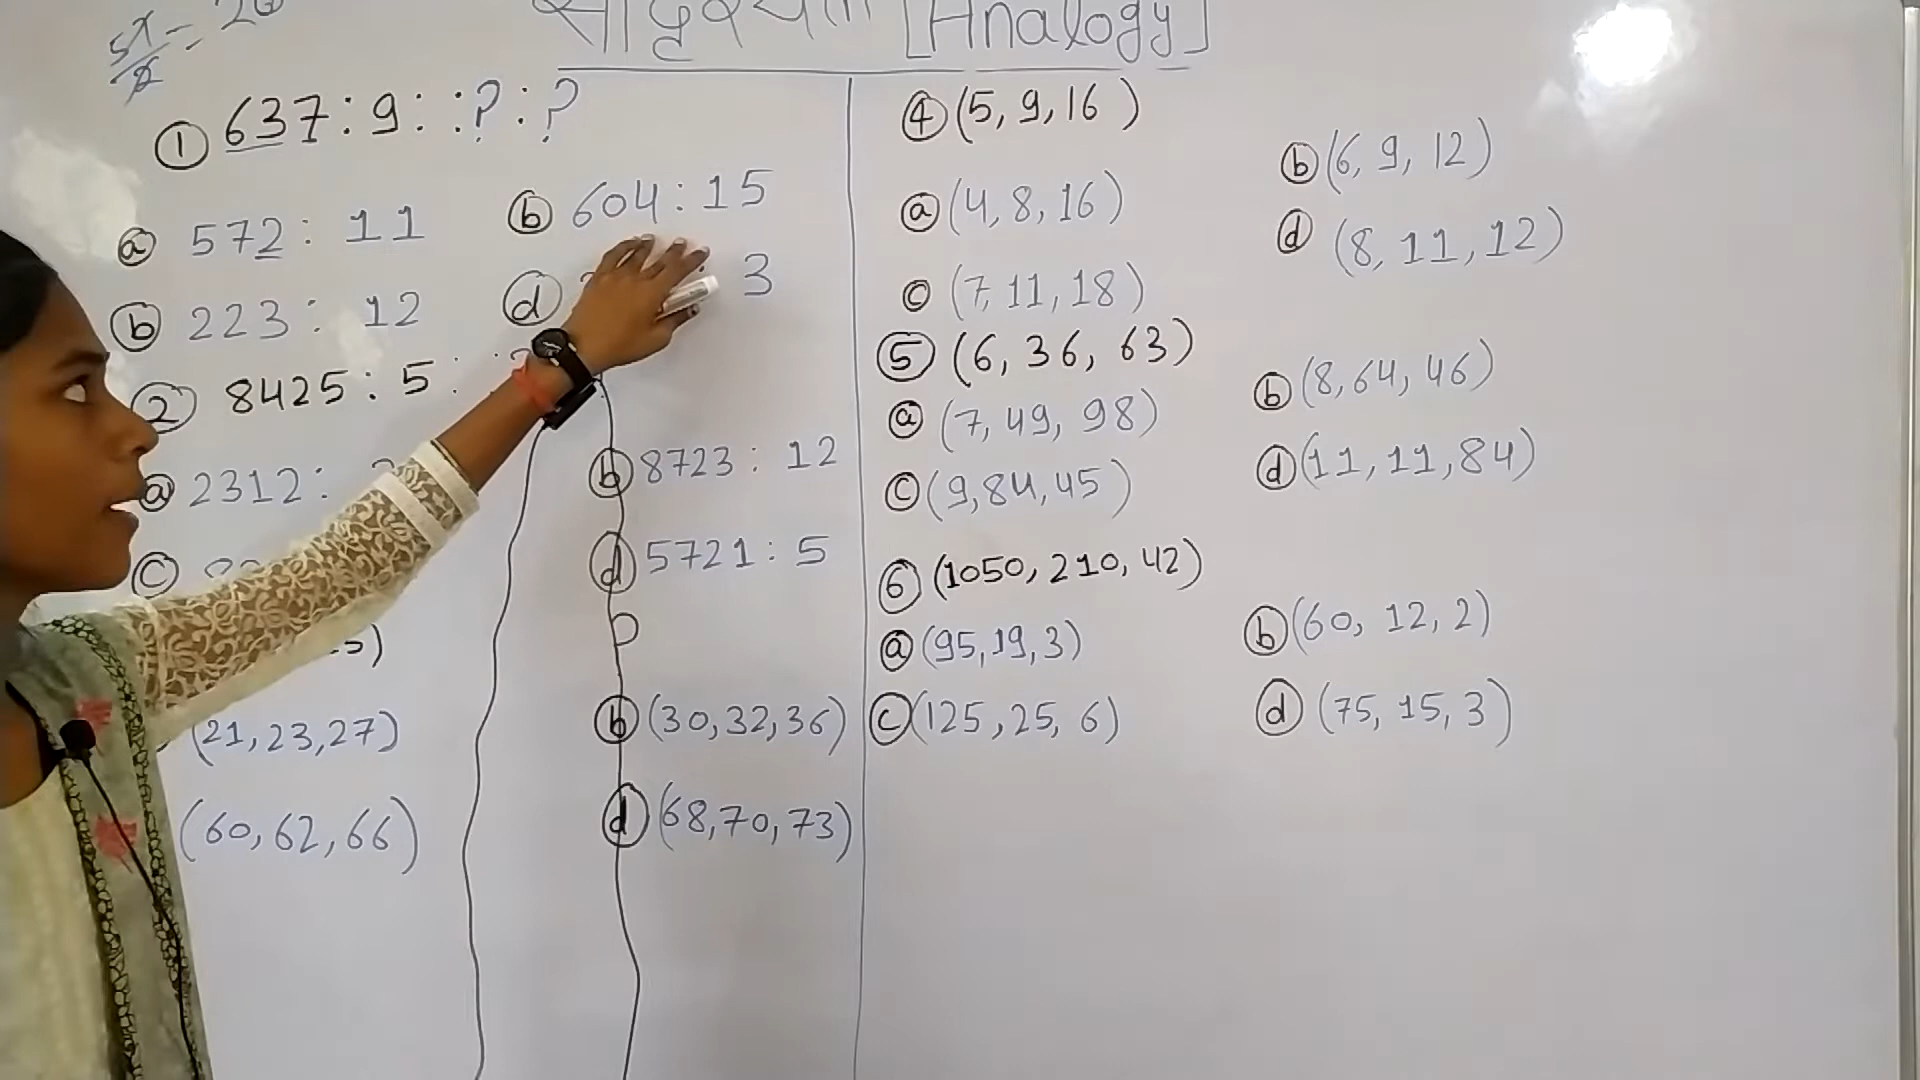 [Analogy]
① 637 : 9 : : ? : ?
ⓐ 572 : 11
ⓑ 604 : 15
ⓑ 223 : 12
ⓓ 3
② 8425 : 5 :
ⓐ 2312 :
ⓑ 8723 : 12
ⓒ
ⓓ 5721 : 5
(21, 23, 27)
ⓑ (30, 32, 36)
(60, 62, 66)
ⓓ (68, 70, 73)
④ (5, 9, 16)
ⓐ (4, 8, 16)
ⓑ (6, 9, 12)
ⓒ (7, 11, 18)
ⓓ (8, 11, 12)
⑤ (6, 36, 63)
ⓐ (7, 49, 98)
ⓑ (8, 64, 46)
ⓒ (9, 84, 45)
ⓓ (11, 11, 84)
⑥ (1050, 210, 42)
ⓐ (95, 19, 3)
ⓑ (60, 12, 2)
ⓒ (125, 25, 6)
ⓓ (75, 15, 3)